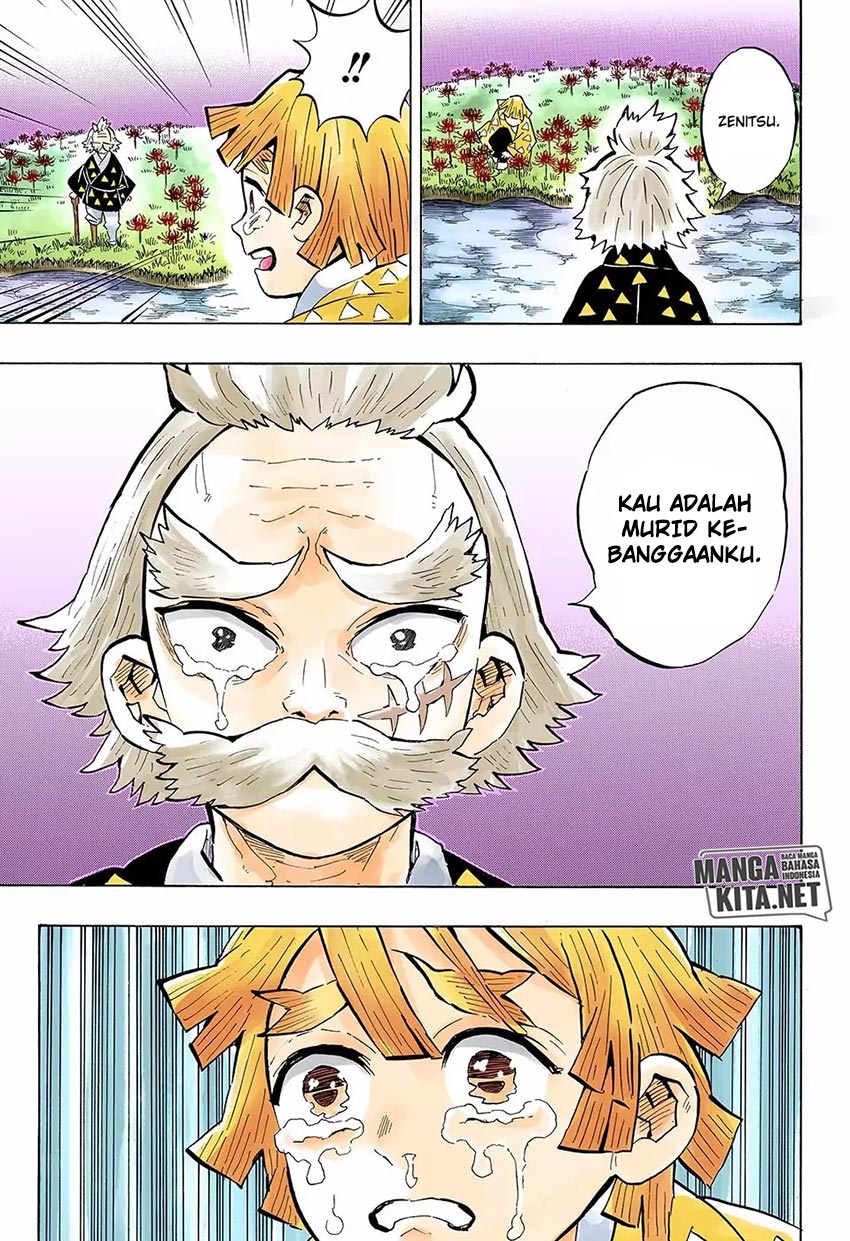 ZENITSU.
!!
KAU ADALAH
MURID KE-
BANGGAANKU.
MANGA
KITA.NET
BACA MANGA
BAHASA
INDONESIA